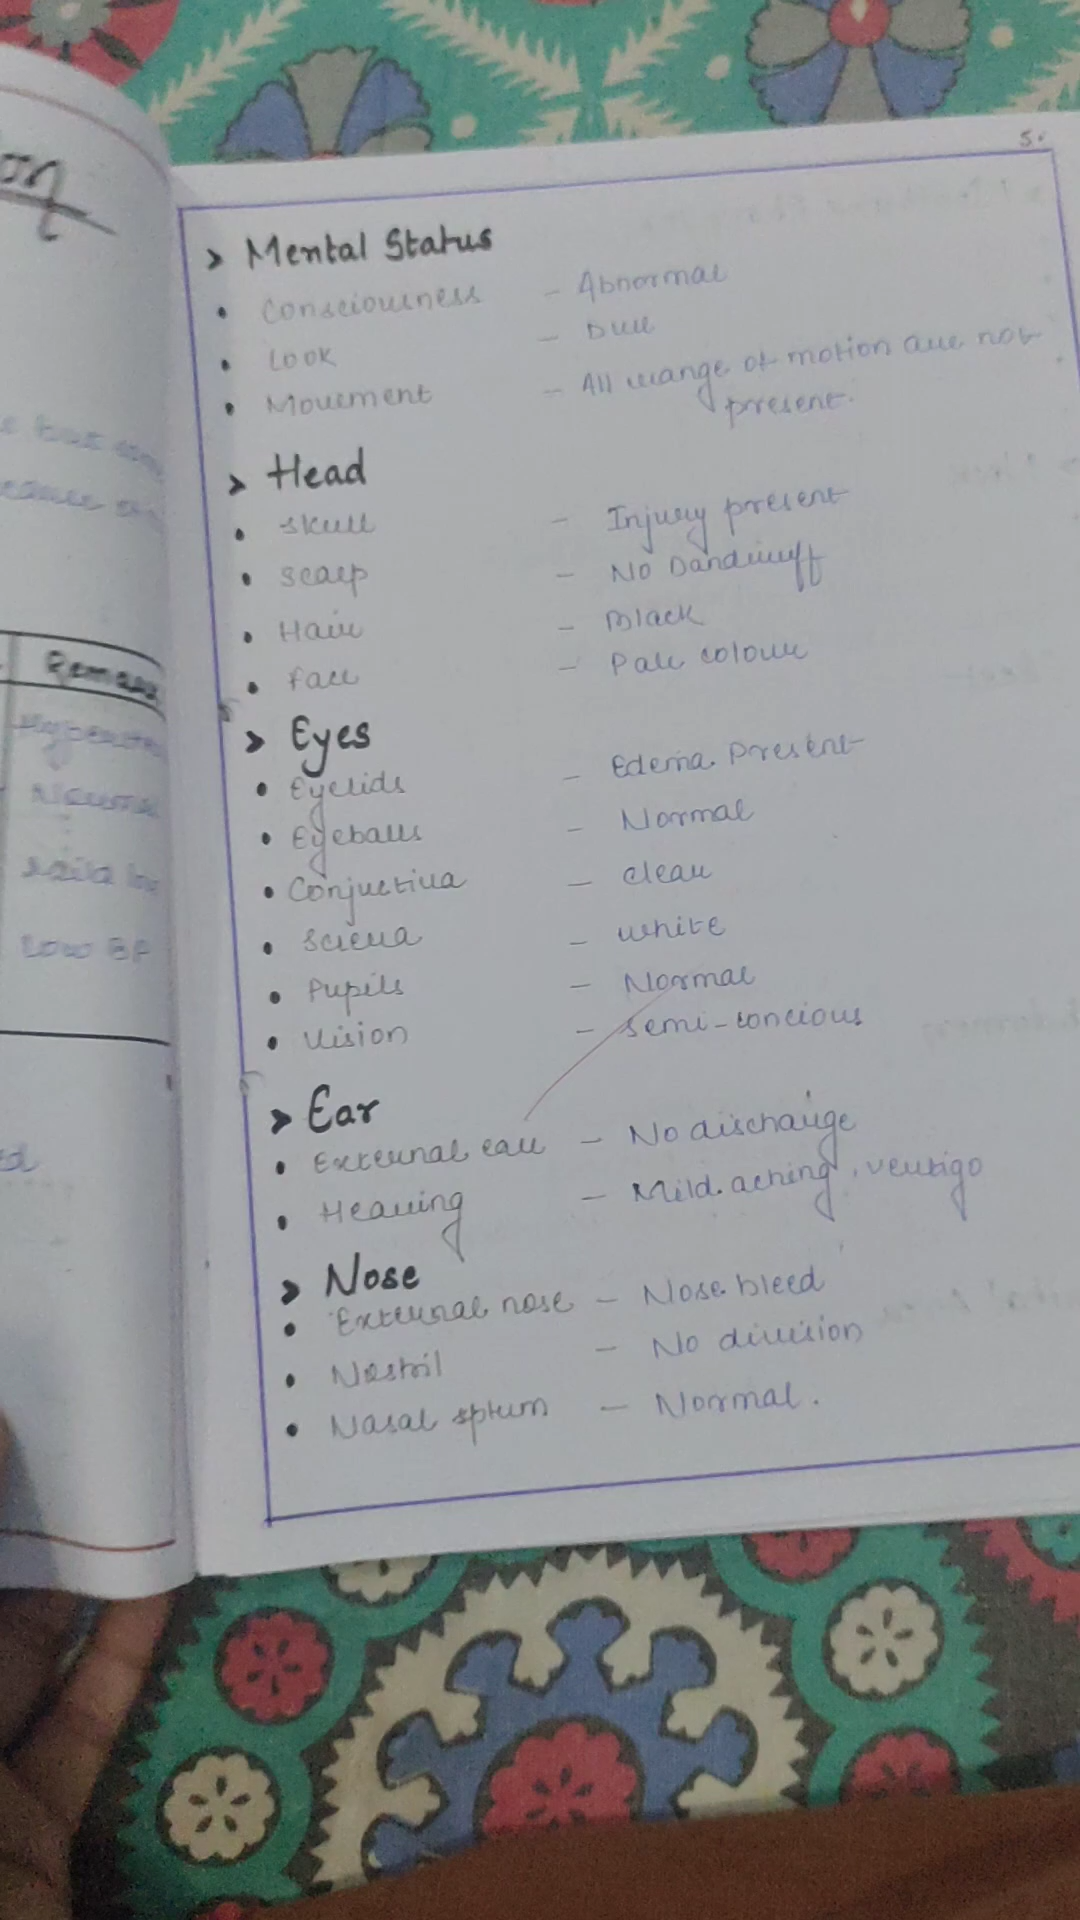 5.
> Mental Status
• Consciousness - Abnormal
• Look - Dull
• Movement - All range of motion are not
present.
> Head
• Skull - Injury present
• Scalp - No Dandruff
• Hair - Black
• Face - Pale colour
> Eyes
• Eyelids - Edema Present
• Eyeballs - Normal
• Conjuctiva - clear
• Sclera - white
• Pupils - Normal
• Vision - Semi-concious
> Ear
• External ear - No discharge
• Hearing - Mild aching, vertigo
> Nose
• External nose - Nose bleed
• Nostril - No division
• Nasal sptum - Normal.
Low BP